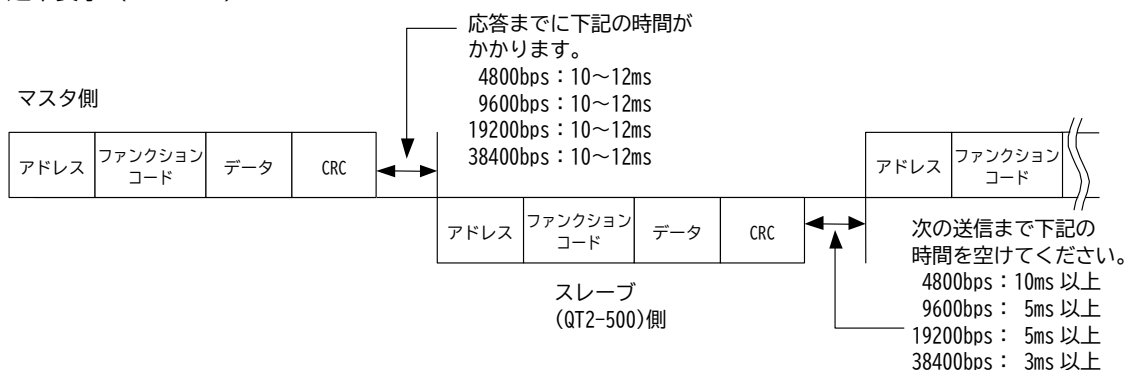 応答までに下記の時間が
かかります。
4800bps：10～12ms
9600bps：10～12ms
19200bps：10～12ms
38400bps：10～12ms
マスタ側
アドレス
ファンクション
コード
データ
CRC
アドレス
ファンクション
コード
アドレス
ファンクション
コード
データ
CRC
スレーブ
(QT2-500)側
次の送信まで下記の
時間を空けてください。
4800bps：10ms 以上
9600bps： 5ms 以上
19200bps： 5ms 以上
38400bps： 3ms 以上